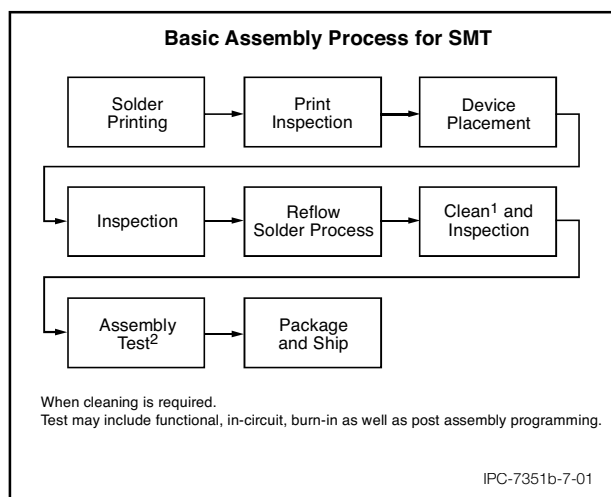 Basic Assembly Process for SMT
Solder
Printing
Print
Inspection
Device
Placement
Inspection
Reflow
Solder Process
Clean¹ and
Inspection
Assembly
Test²
Package
and Ship
When cleaning is required.
Test may include functional, in-circuit, burn-in as well as post assembly programming.
IPC-7351b-7-01